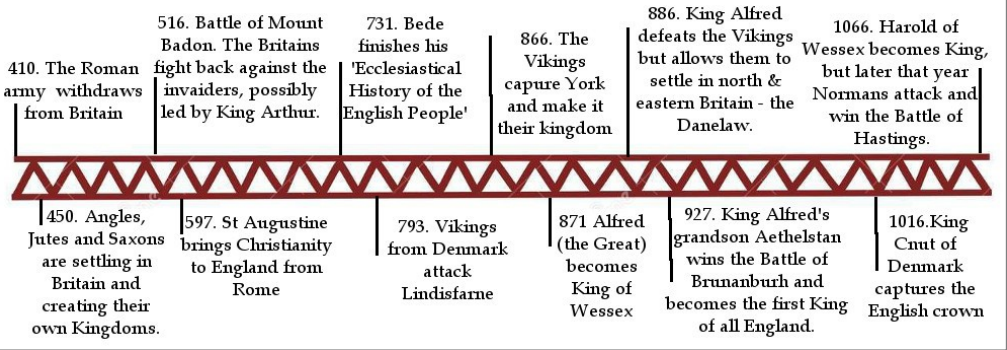 410. The Roman
army withdraws
from Britain
516. Battle of Mount
Badon. The Britains
fight back against the
invaiders, possibly
led by King Arthur.
731. Bede
finishes his
'Ecclesiastical
History of the
English People'
866. The
Vikings
capure York
and make it
their kingdom
886. King Alfred
defeats the Vikings
but allows them to
settle in north &
eastern Britain - the
Danelaw.
1066. Harold of
Wessex becomes King,
but later that year
Normans attack and
win the Battle of
Hastings.
450. Angles,
Jutes and Saxons
are settling in
Britain and
creating their
own Kingdoms.
597. St Augustine
brings Christianity
to England from
Rome
793. Vikings
from Denmark
attack
Lindisfarne
871 Alfred
(the Great)
becomes
King of
Wessex
927. King Alfred's
grandson Aethelstan
wins the Battle of
Brunanburh and
becomes the first King
of all England.
1016.King
Cnut of
Denmark
captures the
English crown